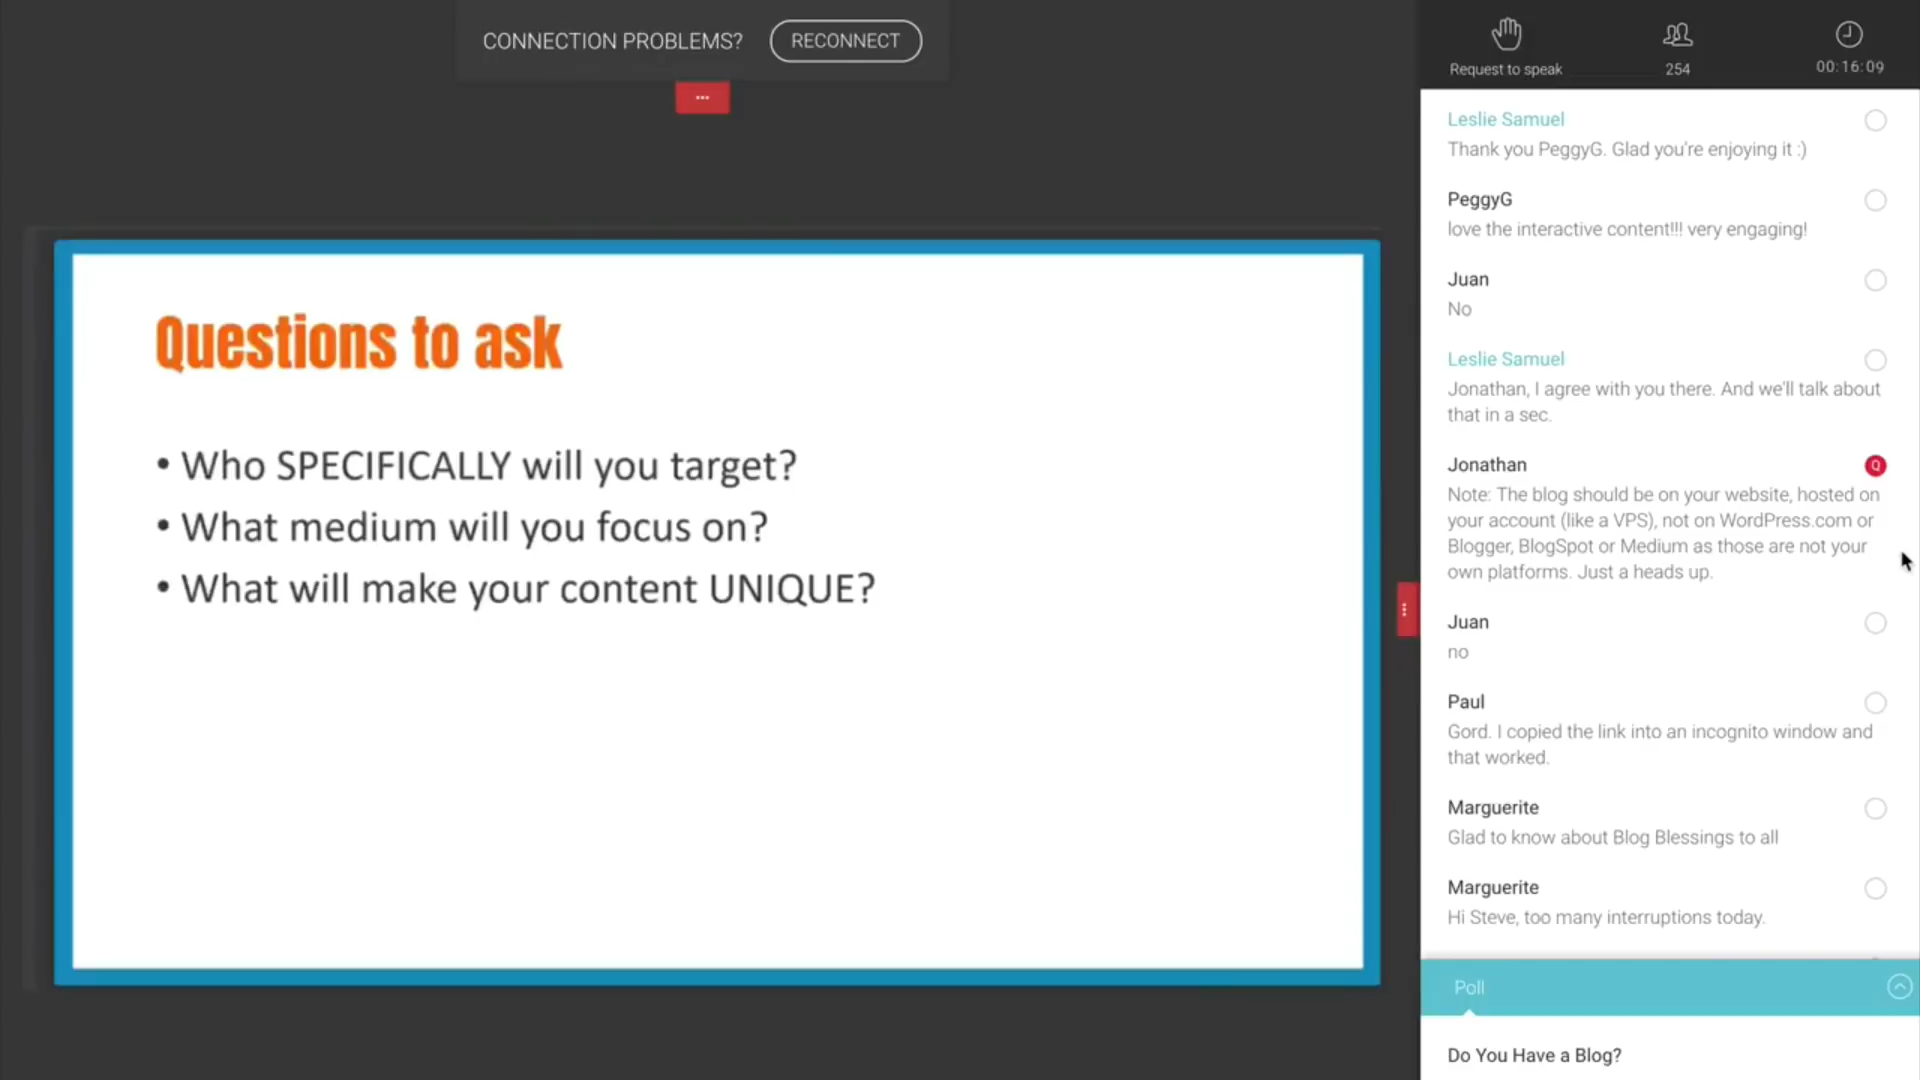 CONNECTION PROBLEMS? RECONNECT
Request to speak
254
00:16:09
Questions to ask
• Who SPECIFICALLY will you target?
• What medium will you focus on?
• What will make your content UNIQUE?
Leslie Samuel
Thank you PeggyG. Glad you're enjoying it :)
PeggyG
love the interactive content!!! very engaging!
Juan
No
Leslie Samuel
Jonathan, I agree with you there. And we'll talk about
that in a sec.
Jonathan
Q
Note: The blog should be on your website, hosted on
your account (like a VPS), not on WordPress.com or
Blogger, BlogSpot or Medium as those are not your
own platforms. Just a heads up.
Juan
no
Paul
Gord. I copied the link into an incognito window and
that worked.
Marguerite
Glad to know about Blog Blessings to all
Marguerite
Hi Steve, too many interruptions today.
Poll
Do You Have a Blog?